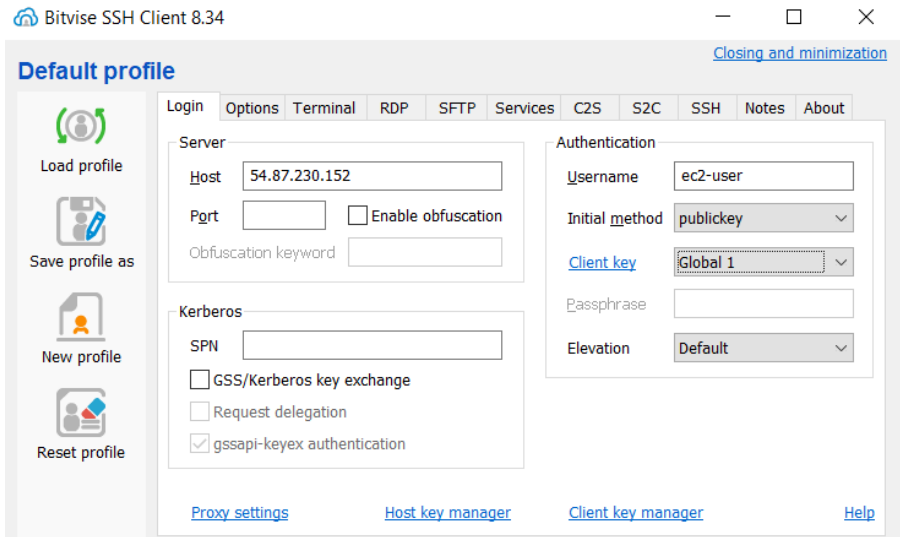 Bitvise SSH Client 8.34
Closing and minimization
Default profile
Load profile
Save profile as
New profile
Reset profile
Login Options Terminal RDP SFTP Services C2S S2C SSH Notes About
Server
Host 54.87.230.152
Port Enable obfuscation
Obfuscation keyword
Kerberos
SPN
GSS/Kerberos key exchange
Request delegation
gssapi-keyex authentication
Authentication
Username ec2-user
Initial method publickey
Client key Global 1
Passphrase
Elevation Default
Proxy settings Host key manager Client key manager Help